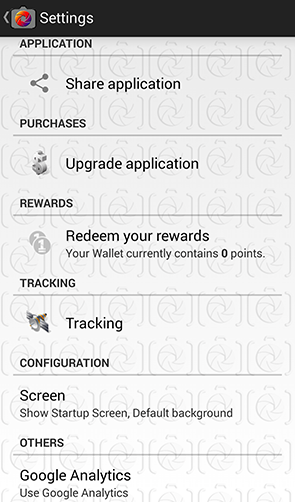 Settings
APPLICATION
Share application
PURCHASES
Upgrade application
REWARDS
Redeem your rewards
Your Wallet currently contains 0 points.
TRACKING
Tracking
CONFIGURATION
Screen
Show Startup Screen, Default background
OTHERS
Google Analytics
Use Google Analytics